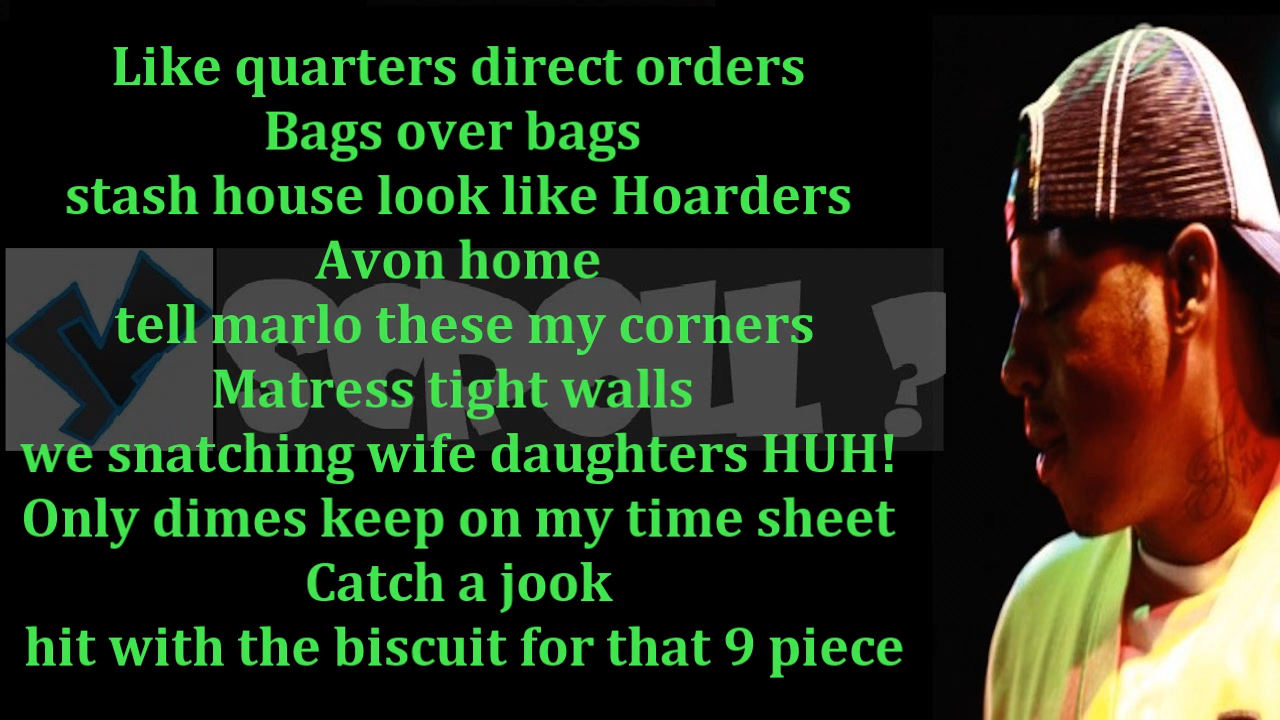 Like quarters direct orders
Bags over bags
stash house look like Hoarders
Avon home
tell marlo these my corners
Matress tight walls
we snatching wife daughters HUH!
Only dimes keep on my time sheet
Catch a jook
hit with the biscuit for that 9 piece
SCROLL ?